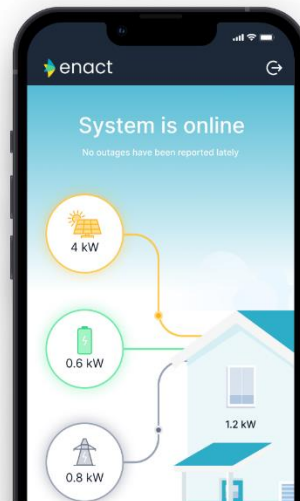 enact
System is online
No outages have been reported lately
4 kW
0.6 kW
1.2 kW
0.8 kW